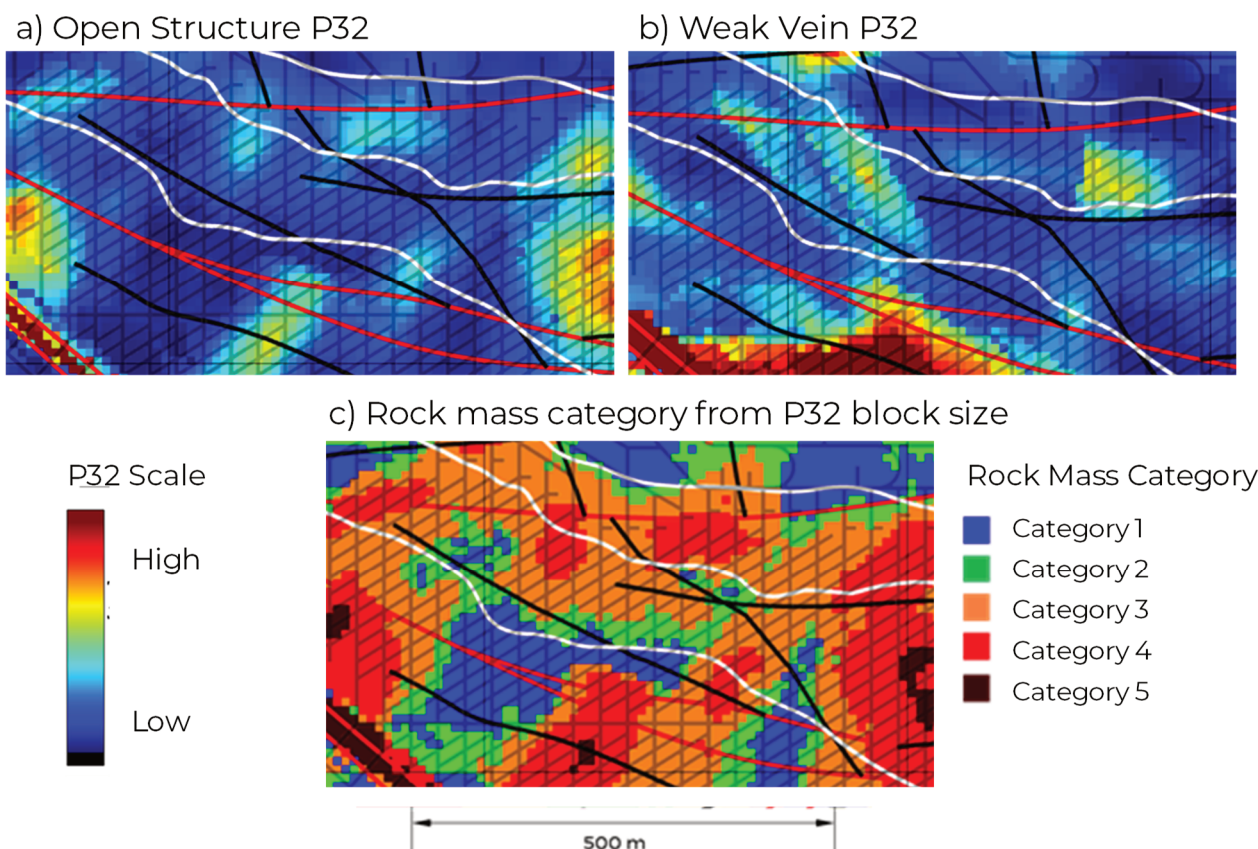 a) Open Structure P32
b) Weak Vein P32
c) Rock mass category from P32 block size
P32 Scale
High
Low
Rock Mass Category
Category 1
Category 2
Category 3
Category 4
Category 5
500 m